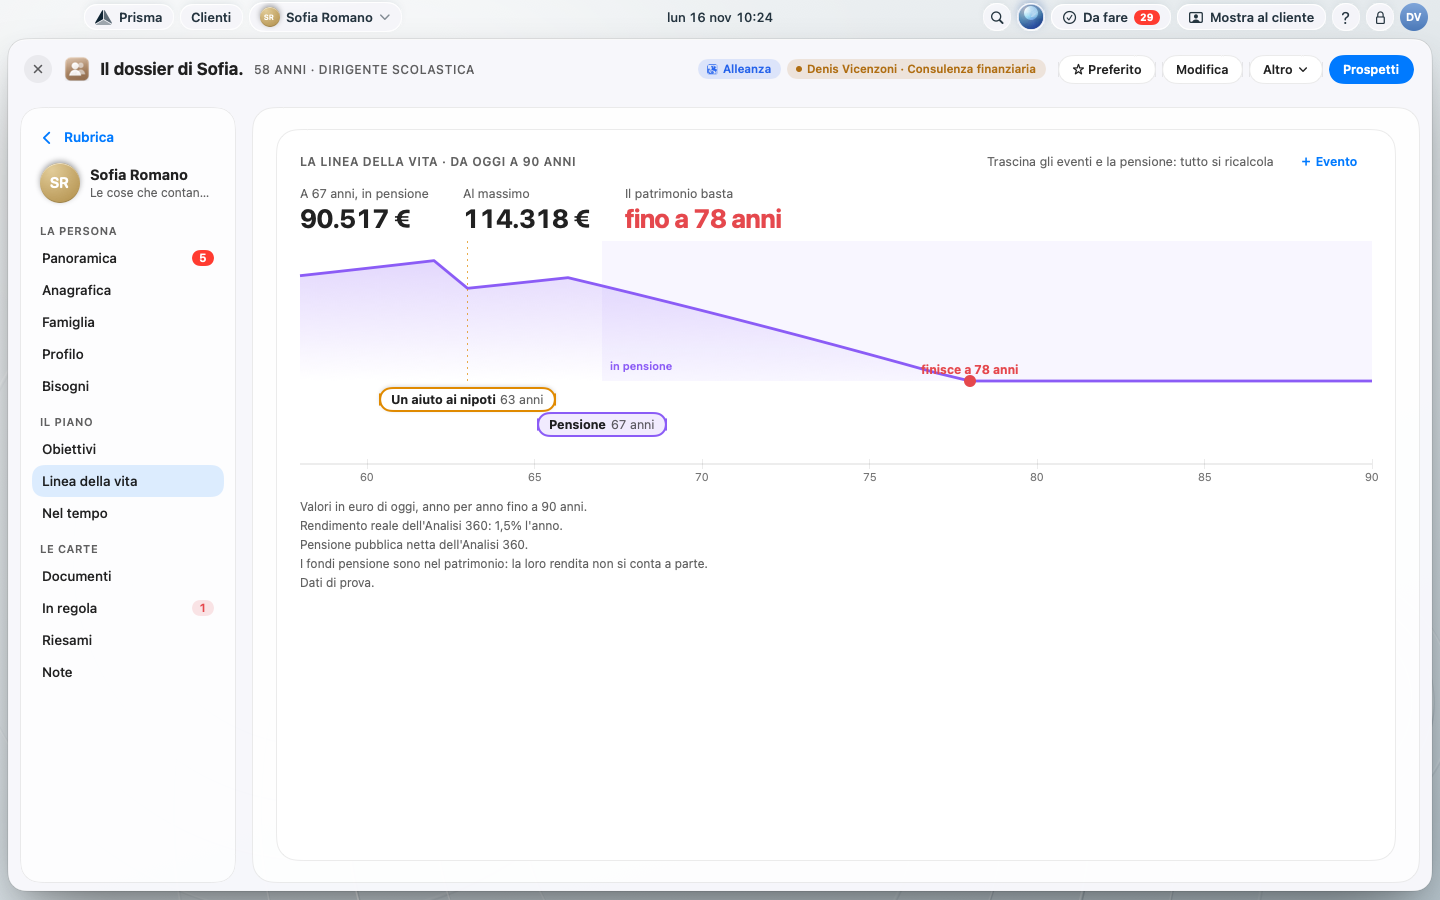 Prisma
Clienti
SR Sofia Romano
lun 16 nov 10:24
Da fare 29
Mostra al cliente
?
DV
Il dossier di Sofia.
58 ANNI · DIRIGENTE SCOLASTICA
Alleanza
Denis Vicenzoni · Consulenza finanziaria
Preferito
Modifica
Altro
Prospetti
Rubrica
SR
Sofia Romano
Le cose che contan...
LA PERSONA
Panoramica 5
Anagrafica
Famiglia
Profilo
Bisogni
IL PIANO
Obiettivi
Linea della vita
Nel tempo
LE CARTE
Documenti
In regola 1
Riesami
Note
LA LINEA DELLA VITA · DA OGGI A 90 ANNI
Trascina gli eventi e la pensione: tutto si ricalcola
+ Evento
A 67 anni, in pensione
90.517 €
Al massimo
114.318 €
Il patrimonio basta
fino a 78 anni
in pensione
finisce a 78 anni
Un aiuto ai nipoti 63 anni
Pensione 67 anni
60 65 70 75 80 85 90
Valori in euro di oggi, anno per anno fino a 90 anni.
Rendimento reale dell'Analisi 360: 1,5% l'anno.
Pensione pubblica netta dell'Analisi 360.
I fondi pensione sono nel patrimonio: la loro rendita non si conta a parte.
Dati di prova.